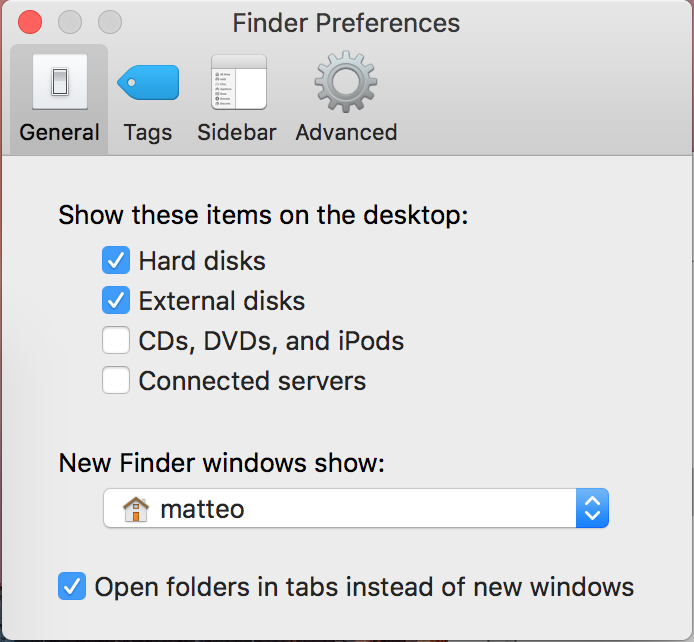 Finder Preferences
General Tags Sidebar Advanced
Show these items on the desktop:
Hard disks
External disks
CDs, DVDs, and iPods
Connected servers
New Finder windows show:
matteo
Open folders in tabs instead of new windows